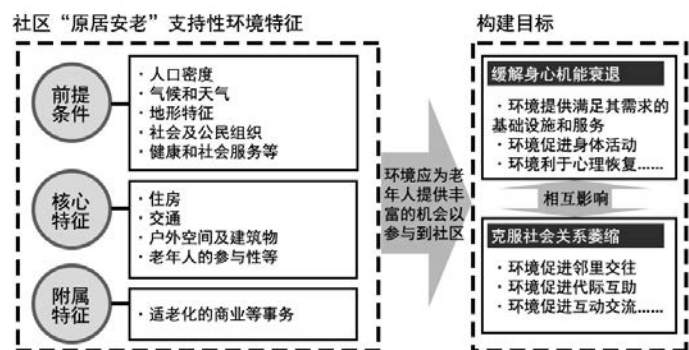 社区“原居安老”支持性环境特征
前提
条件
·人口密度
·气候和天气
·地形特征
·社会及公民组织
·健康和社会服务等
核心
特征
·住房
·交通
·户外空间及建筑物
·老年人的参与性等
附属
特征
·适老化的商业等事务
环境应为老
年人提供丰
富的机会以
参与到社区
构建目标
缓解身心机能衰退
·环境提供满足其需求的
基础设施和服务
·环境促进身体活动
·环境利于心理恢复……
相互影响
克服社会关系萎缩
·环境促进邻里交往
·环境促进代际互助
·环境促进互动交流……